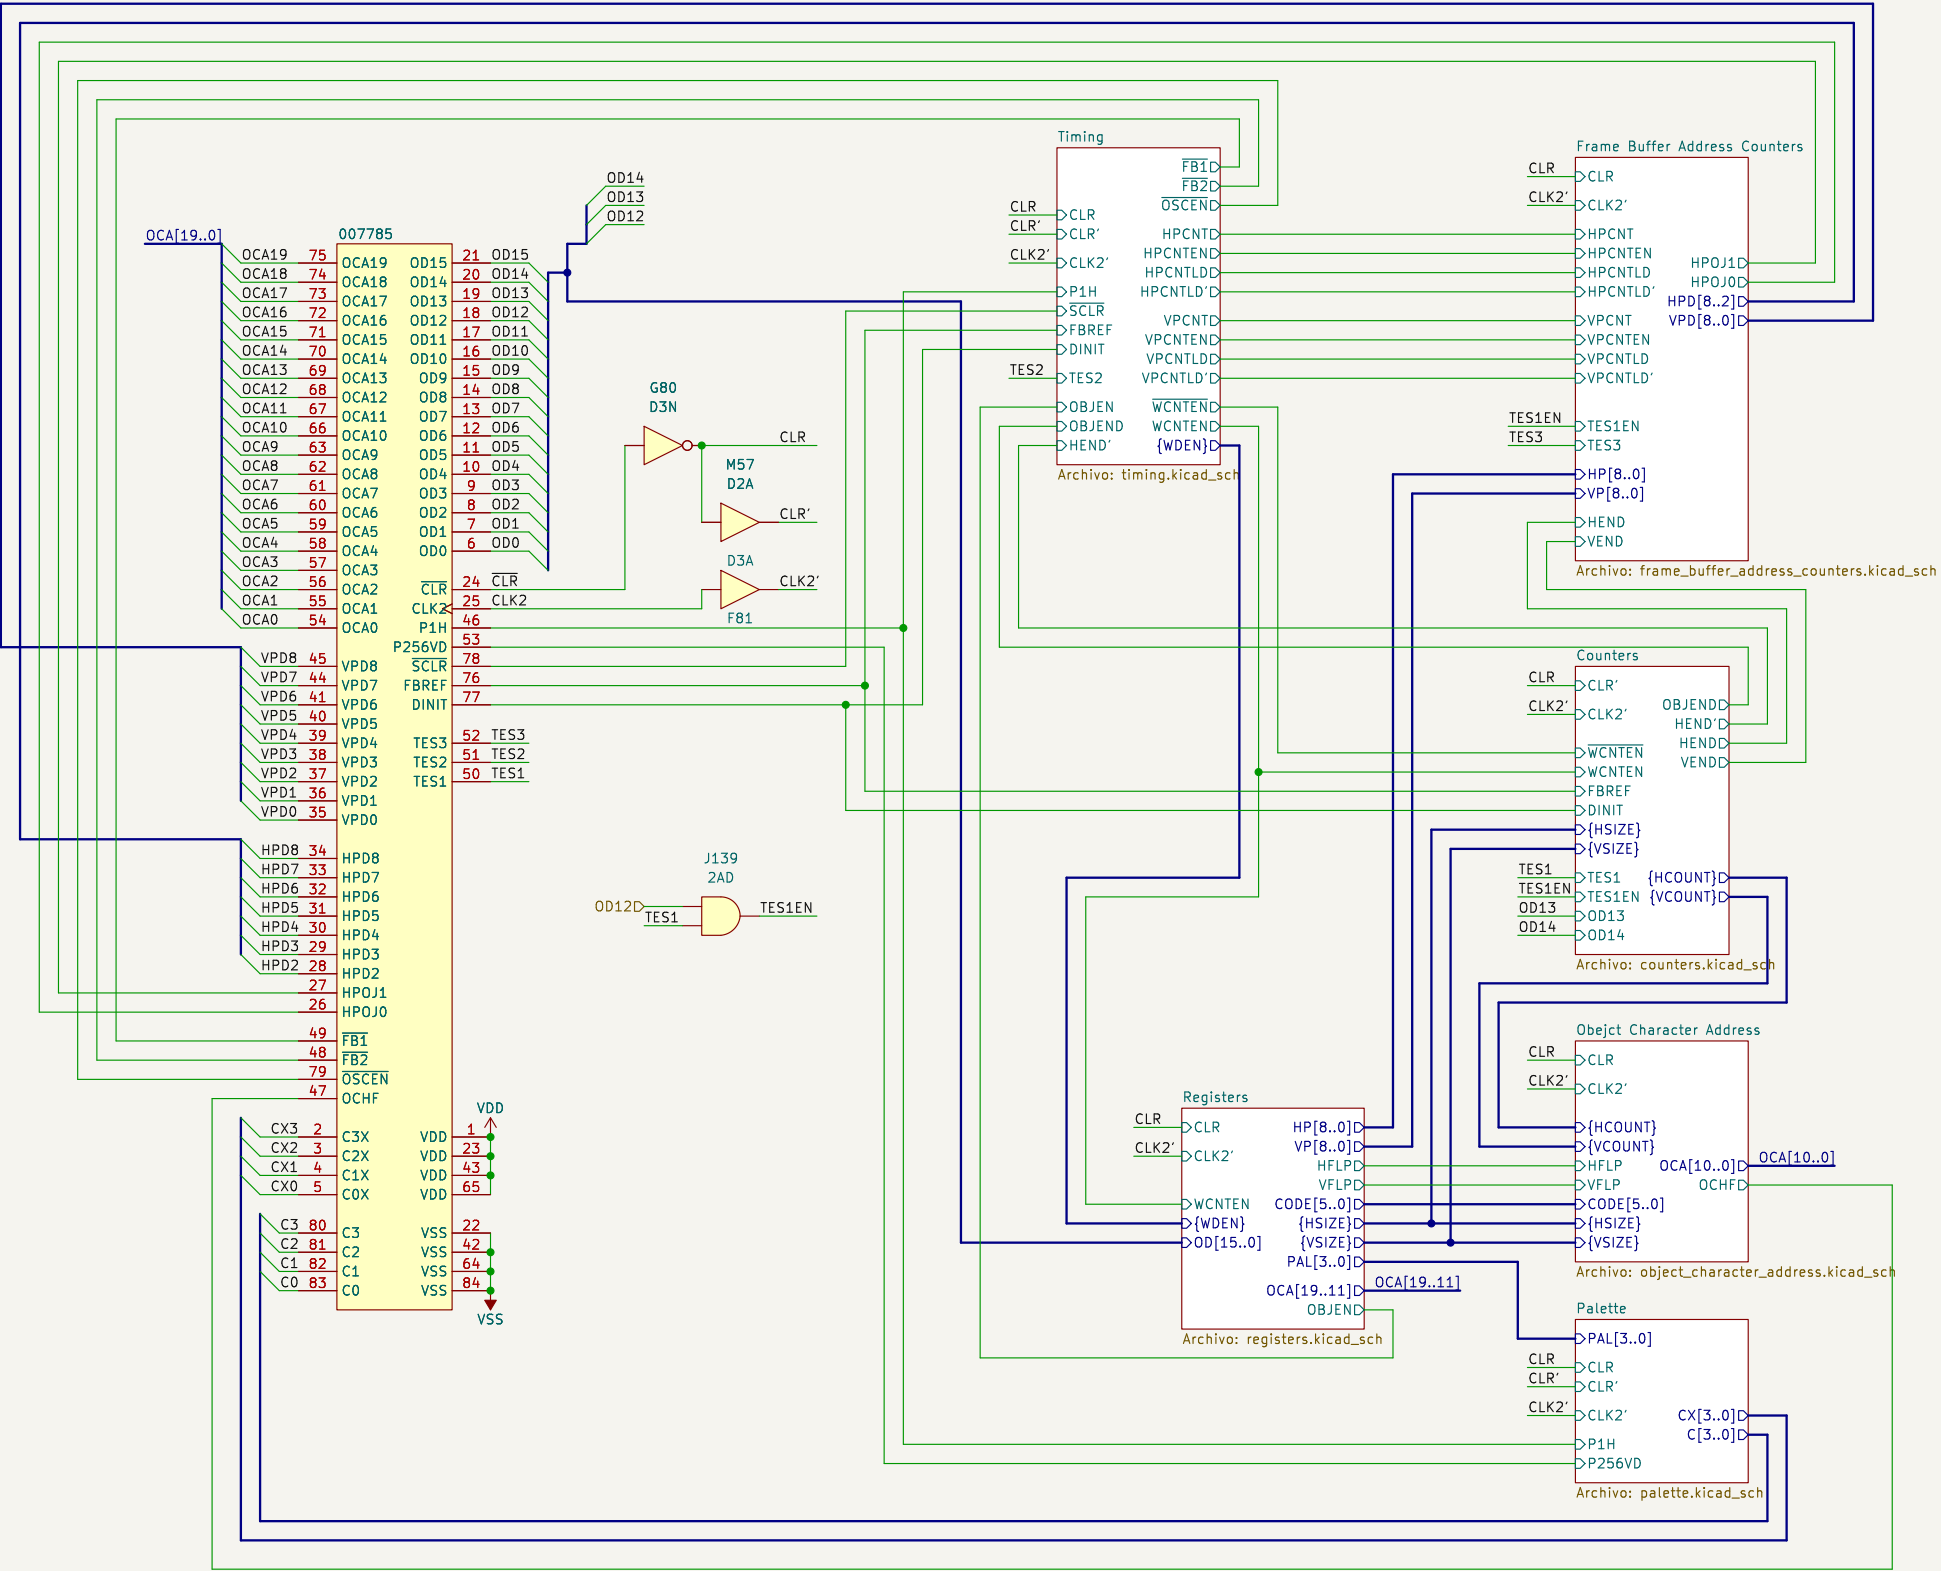 OCA[19..0]
007785
OCA19 75 OCA19
OCA18 74 OCA18
OCA17 73 OCA17
OCA16 72 OCA16
OCA15 71 OCA15
OCA14 70 OCA14
OCA13 69 OCA13
OCA12 68 OCA12
OCA11 67 OCA11
OCA10 66 OCA10
OCA9 63 OCA9
OCA8 62 OCA8
OCA7 61 OCA7
OCA6 60 OCA6
OCA5 59 OCA5
OCA4 58 OCA4
OCA3 57 OCA3
OCA2 56 OCA2
OCA1 55 OCA1
OCA0 54 OCA0
VPD8 45 VPD8
VPD7 44 VPD7
VPD6 41 VPD6
VPD5 40 VPD5
VPD4 39 VPD4
VPD3 38 VPD3
VPD2 37 VPD2
VPD1 36 VPD1
VPD0 35 VPD0
HPD8 34 HPD8
HPD7 33 HPD7
HPD6 32 HPD6
HPD5 31 HPD5
HPD4 30 HPD4
HPD3 29 HPD3
HPD2 28 HPD2
27 HPOJ1
26 HPOJ0
49 FB1
48 FB2
79 OSCEN
47 OCHF
CX3 2 C3X
CX2 3 C2X
CX1 4 C1X
CX0 5 C0X
C3 80 C3
C2 81 C2
C1 82 C1
C0 83 C0
OD15 21 OD15
OD14 20 OD14
OD13 19 OD13
OD12 18 OD12
OD11 17 OD11
OD10 16 OD10
OD9 15 OD9
OD8 14 OD8
OD7 13 OD7
OD6 12 OD6
OD5 11 OD5
OD4 10 OD4
OD3 9 OD3
OD2 8 OD2
OD1 7 OD1
OD0 6 OD0
CLR 24 CLR
CLK2 25 CLK2
P1H 46
P256VD 53
SCLR 78
FBREF 76
DINIT 77
TES3 52 TES3
TES2 51 TES2
TES1 50 TES1
VDD
VDD 1
VDD 23
VDD 43
VDD 65
VSS 22
VSS 42
VSS 64
VSS 84
VSS
OD14
OD13
OD12
G80
D3N
CLR
M57
D2A
CLR'
D3A
CLK2'
F81
J139
2AD
OD12
TES1
TES1EN
Timing
FB1
FB2
OSCEN
CLR CLR
CLR' CLR'
HPCNT
HPCNTEN
CLK2' CLK2'
HPCNTLD
P1H HPCNTLD'
SCLR
VPCNT
FBREF
VPCNTEN
DINIT
VPCNTLD
TES2 TES2 VPCNTLD'
OBJEN WCNTEN
OBJEND WCNTEN
HEND' {WDEN}
Archivo: timing.kicad_sch
Frame Buffer Address Counters
CLR CLR
CLK2' CLK2'
HPCNT
HPCNTEN
HPOJ1
HPCNTLD
HPOJ0
HPCNTLD'
HPD[8..2]
VPCNT VPD[8..0]
VPCNTEN
VPCNTLD
VPCNTLD'
TES1EN TES1EN
TES3 TES3
HP[8..0]
VP[8..0]
HEND
VEND
Archivo: frame_buffer_address_counters.kicad_sch
Counters
CLR CLR'
OBJEND
CLK2' CLK2'
HEND'
HEND
WCNTEN
VEND
WCNTEN
FBREF
DINIT
{HSIZE}
{VSIZE}
TES1 TES1 {HCOUNT}
TES1EN TES1EN {VCOUNT}
OD13 OD13
OD14 OD14
Archivo: counters.kicad_sch
Registers
CLR CLR HP[8..0]
VP[8..0]
CLK2' CLK2'
HFLP
VFLP
WCNTEN CODE[5..0]
{WDEN} {HSIZE}
OD[15..0] {VSIZE}
PAL[3..0]
OCA[19..11] OCA[19..11]
OBJEN
Archivo: registers.kicad_sch
Obejct Character Address
CLR CLR
CLK2' CLK2'
{HCOUNT}
{VCOUNT}
HFLP OCA[10..0] OCA[10..0]
VFLP OCHF
CODE[5..0]
{HSIZE}
{VSIZE}
Archivo: object_character_address.kicad_sch
Palette
PAL[3..0]
CLR CLR
CLR' CLR'
CLK2' CLK2' CX[3..0]
C[3..0]
P1H
P256VD
Archivo: palette.kicad_sch